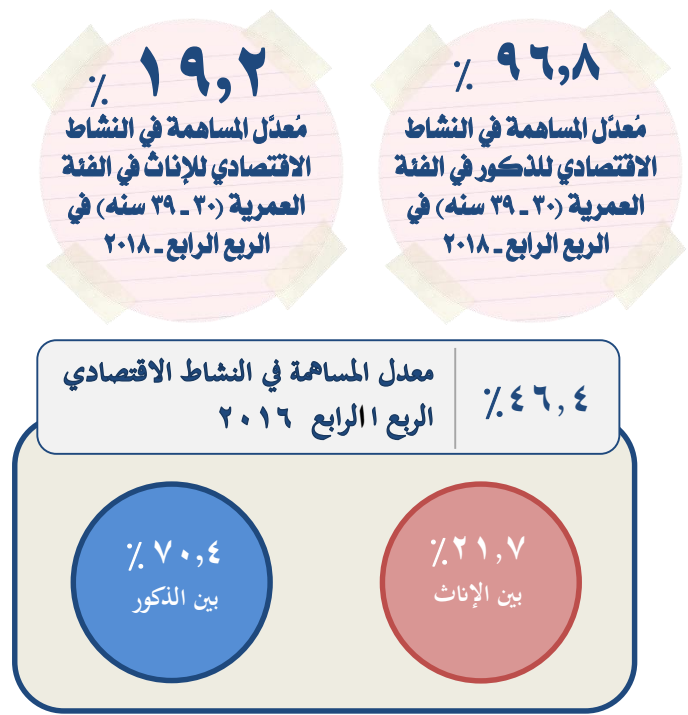 ٪ ٩٦,٨
مُعدَّل المساهمة في النشاط
الاقتصادي للذكور في الفئة
العمرية (٣٠ ـ ٣٩ سنه) في
الربع الرابع ـ ٢٠١٨
٪ ١٩,٢
مُعدَّل المساهمة في النشاط
الاقتصادي للإناث في الفئة
العمرية (٣٠ ـ ٣٩ سنه) في
الربع الرابع ـ ٢٠١٨
٪٤٦,٤
معدل المساهمة في النشاط الاقتصادي
الربع ا الرابع ٢٠١٦
٪٢١,٧
بين الإناث
٪٧٠,٤
بين الذكور